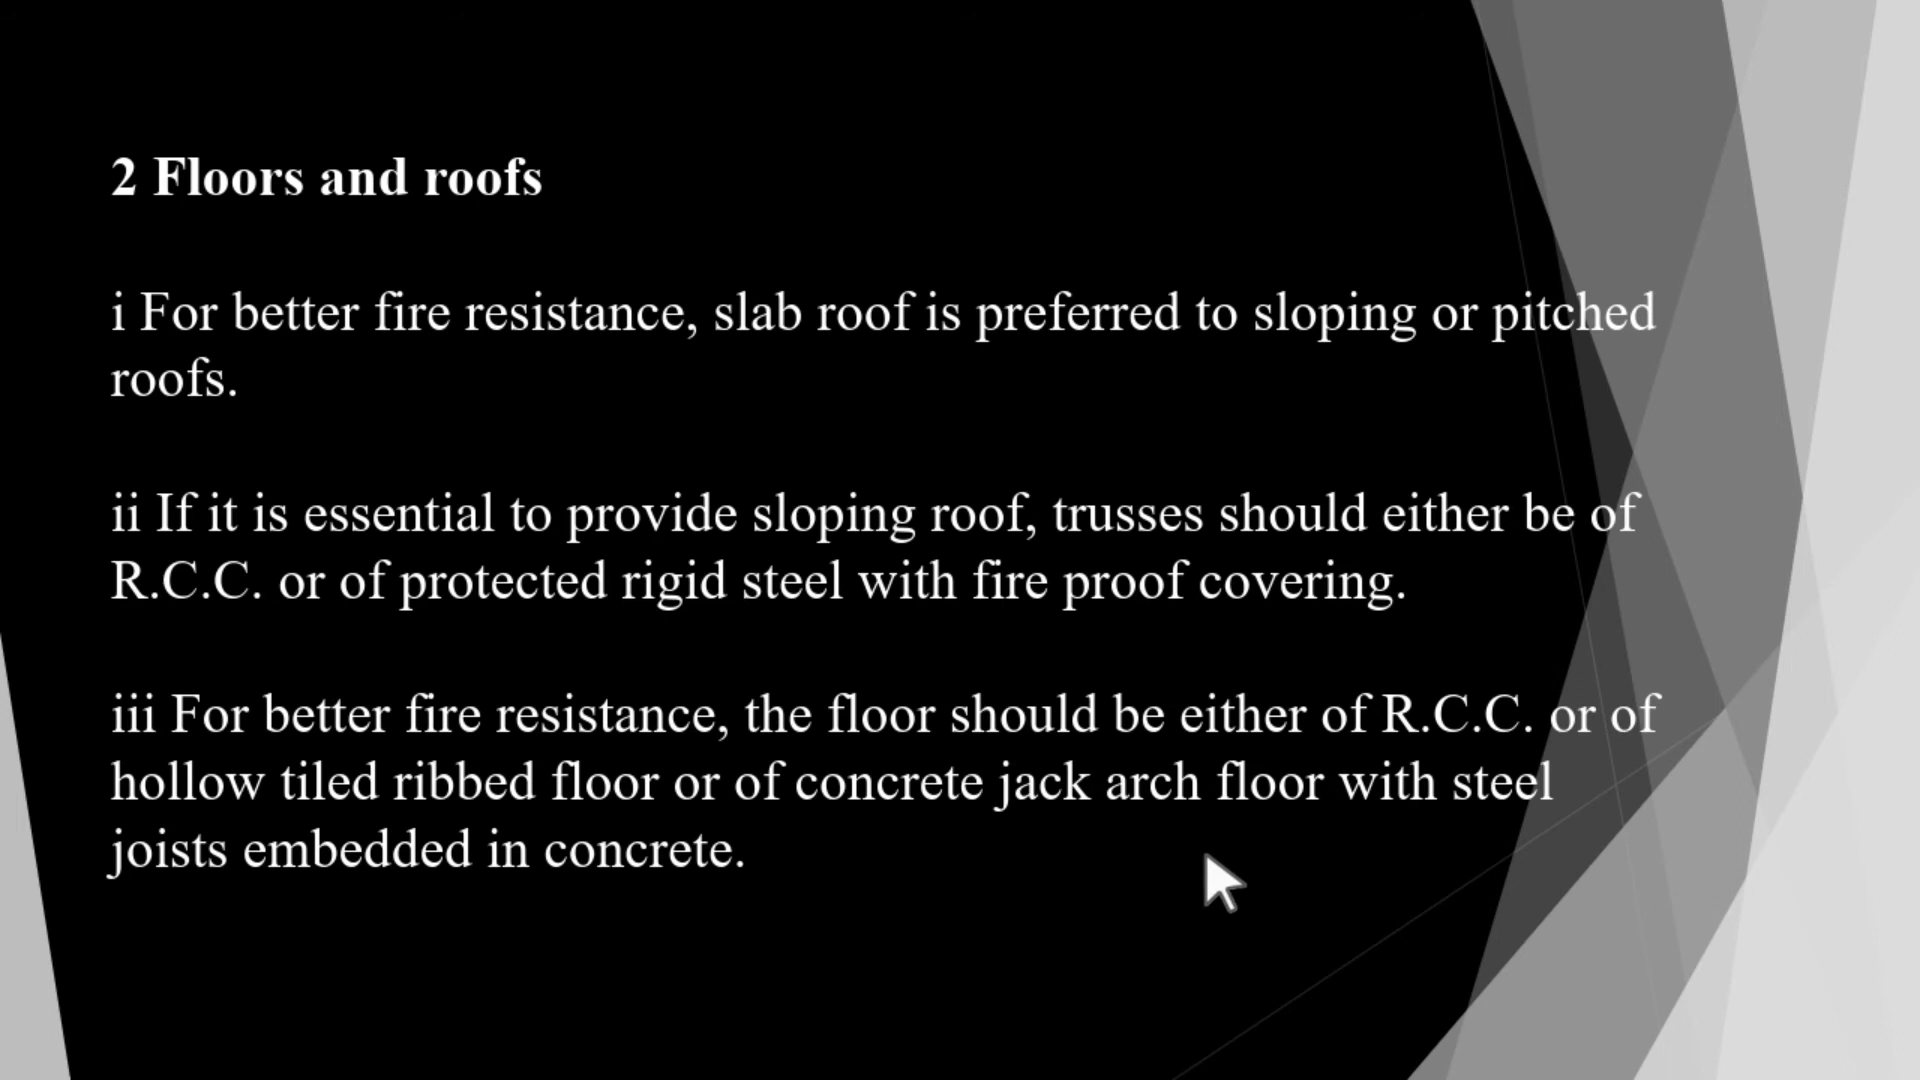 2 Floors and roofs
i For better fire resistance, slab roof is preferred to sloping or pitched
roofs.
ii If it is essential to provide sloping roof, trusses should either be of
R.C.C. or of protected rigid steel with fire proof covering.
iii For better fire resistance, the floor should be either of R.C.C. or of
hollow tiled ribbed floor or of concrete jack arch floor with steel
joists embedded in concrete.